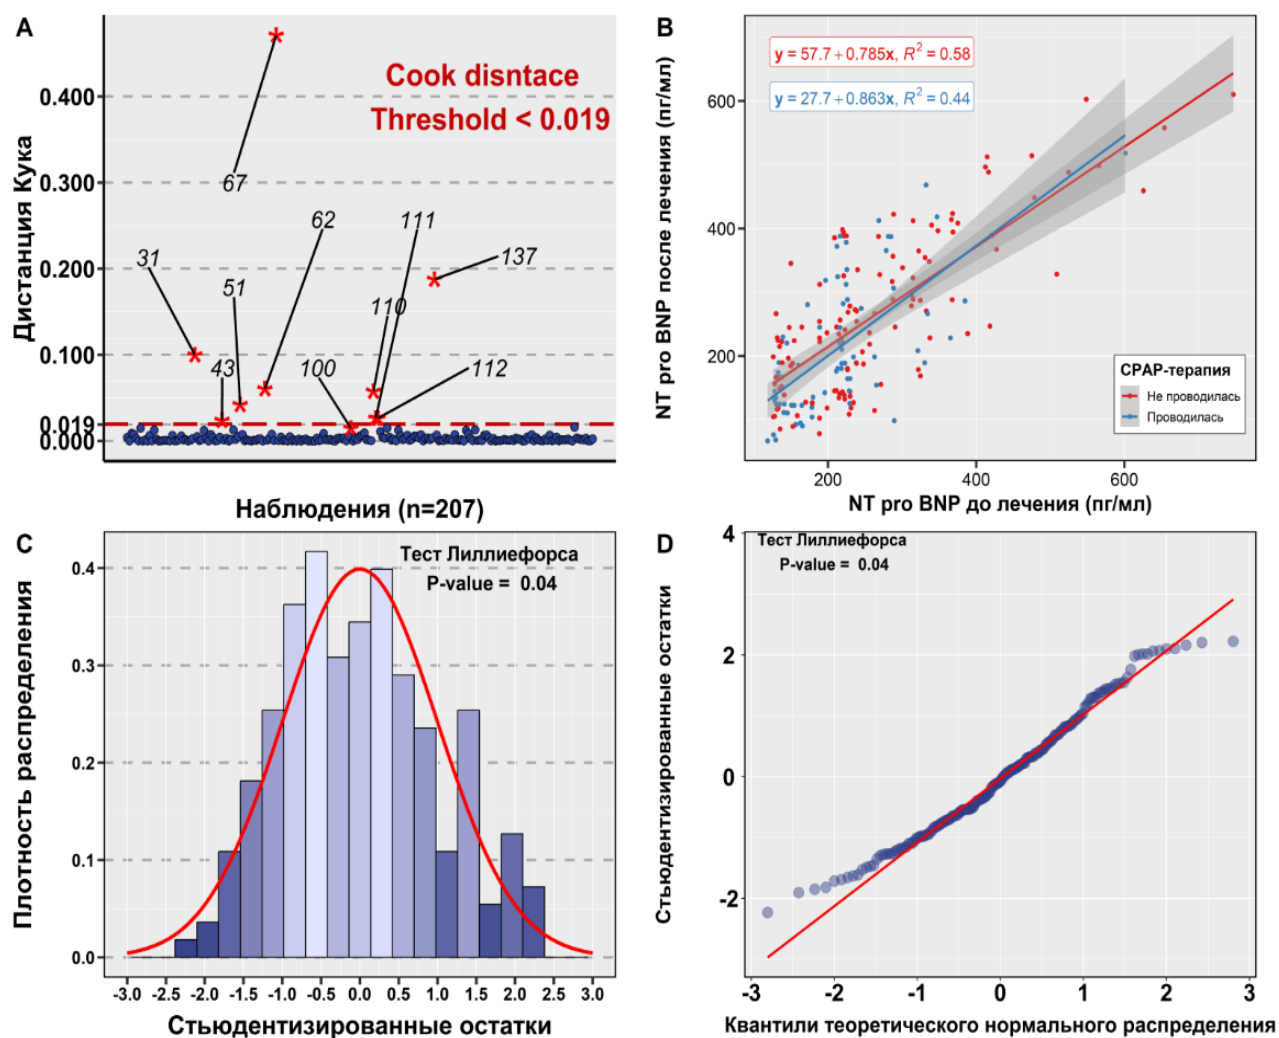 A
Cook disntace
Threshold < 0.019
Дистанция Кука
0.400
0.300
0.200
0.100
0.019
0.000
67
62
111
31
137
51
110
43
100
112
Наблюдения (n=207)
B
y = 57.7 + 0.785x, R² = 0.58
y = 27.7 + 0.863x, R² = 0.44
NT pro BNP после лечения (пг/мл)
600
400
200
CPAP-терапия
Не проводилась
Проводилась
200 400 600
NT pro BNP до лечения (пг/мл)
C
Тест Лиллиефорса
P-value = 0.04
Плотность распределения
0.4
0.3
0.2
0.1
0.0
-3.0 -2.5 -2.0 -1.5 -1.0 -0.5 0.0 0.5 1.0 1.5 2.0 2.5 3.0
Стьюдентизированные остатки
D
Тест Лиллиефорса
P-value = 0.04
Стьюдентизированные остатки
4
2
0
-2
-3 -2 -1 0 1 2 3
Квантили теоретического нормального распределения